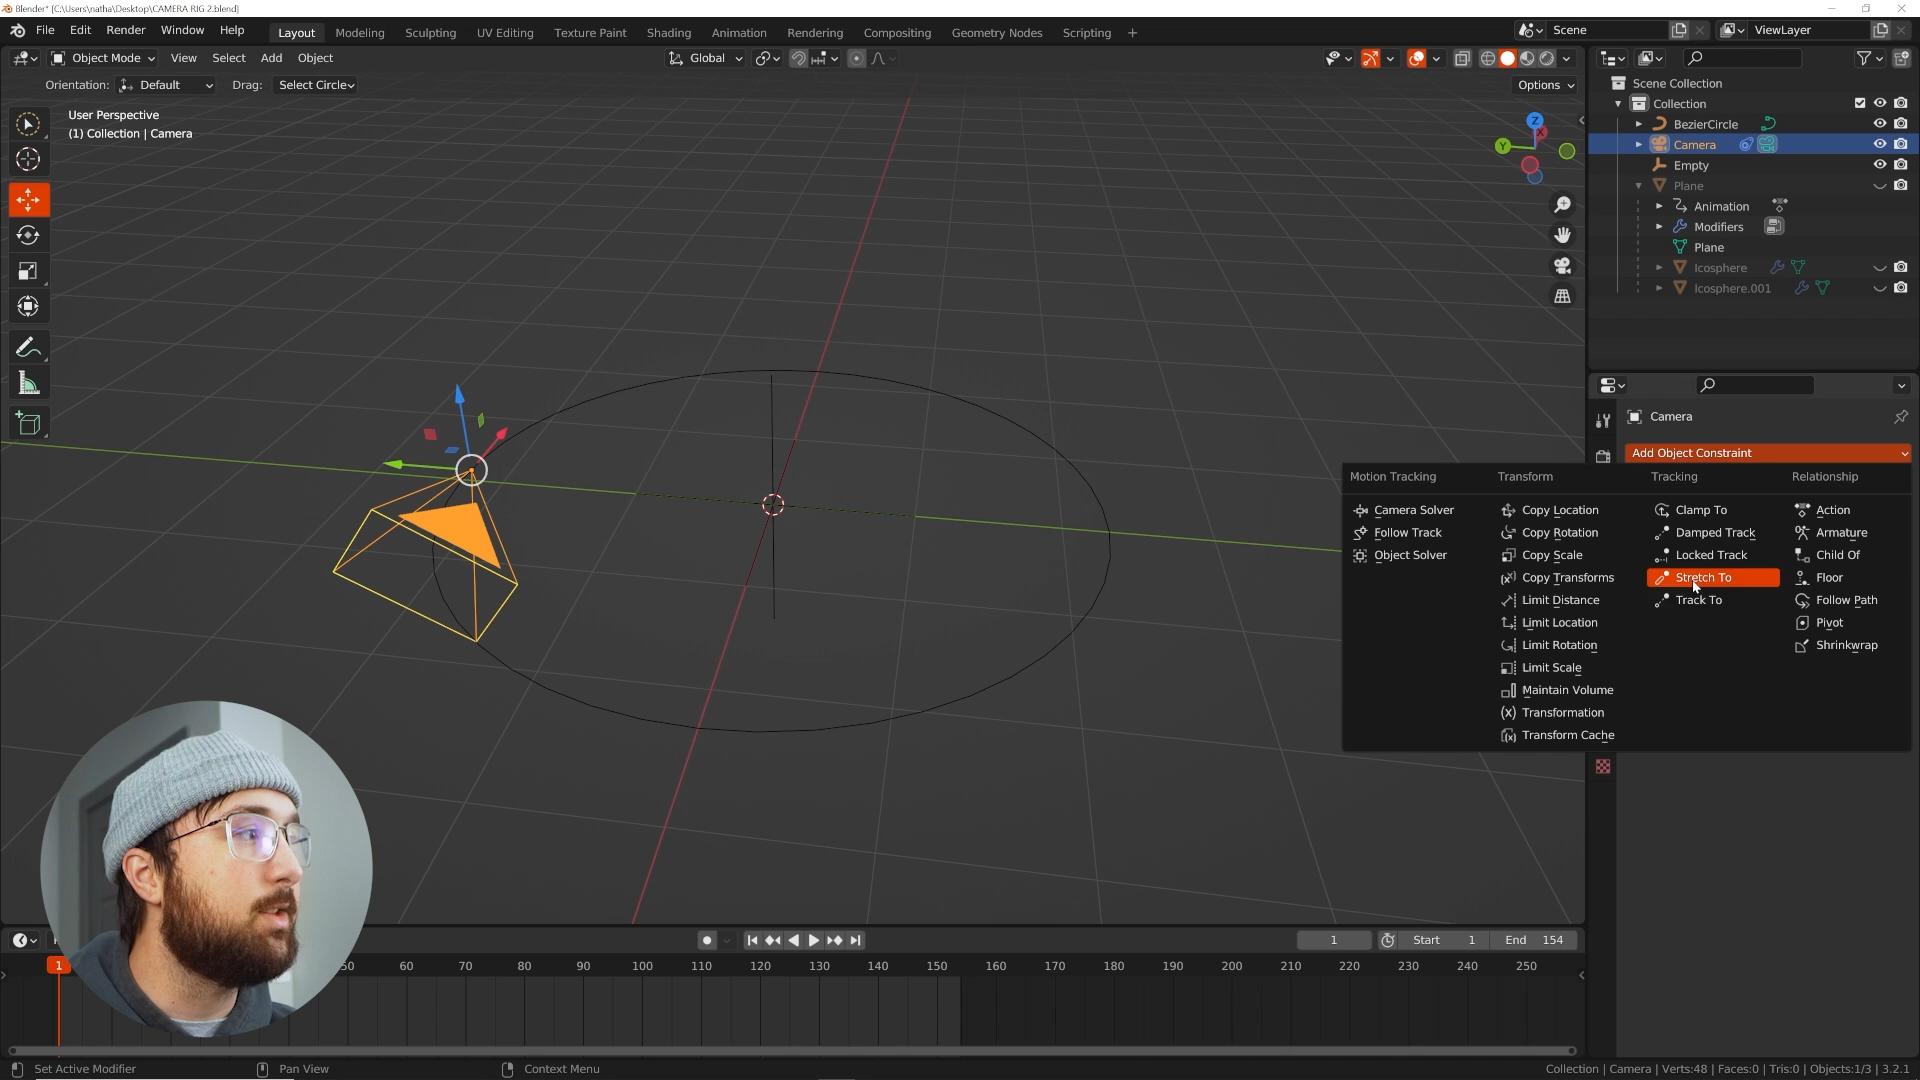 Blender* [C:\Users\natha\Desktop\CAMERA RIG 2.blend]
File Edit Render Window Help
Layout Modeling Sculpting UV Editing Texture Paint Shading Animation Rendering Compositing Geometry Nodes Scripting +
Scene
ViewLayer
Object Mode View Select Add Object
Global
Orientation: Default Drag: Select Circle
Options
User Perspective
(1) Collection | Camera
Z
X
Y
Scene Collection
Collection
BezierCircle
Camera
Empty
Plane
Animation
Modifiers
Plane
Icosphere
Icosphere.001
Camera
Add Object Constraint
Motion Tracking
Camera Solver
Follow Track
Object Solver
Transform
Copy Location
Copy Rotation
Copy Scale
Copy Transforms
Limit Distance
Limit Location
Limit Rotation
Limit Scale
Maintain Volume
Transformation
Transform Cache
Tracking
Clamp To
Damped Track
Locked Track
Stretch To
Track To
Relationship
Action
Armature
Child Of
Floor
Follow Path
Pivot
Shrinkwrap
1
Start 1
End 154
1 50 60 70 80 90 100 110 120 130 140 150 160 170 180 190 200 210 220 230 240 250
Set Active Modifier
Pan View
Context Menu
Collection | Camera | Verts:48 | Faces:0 | Tris:0 | Objects:1/3 | 3.2.1